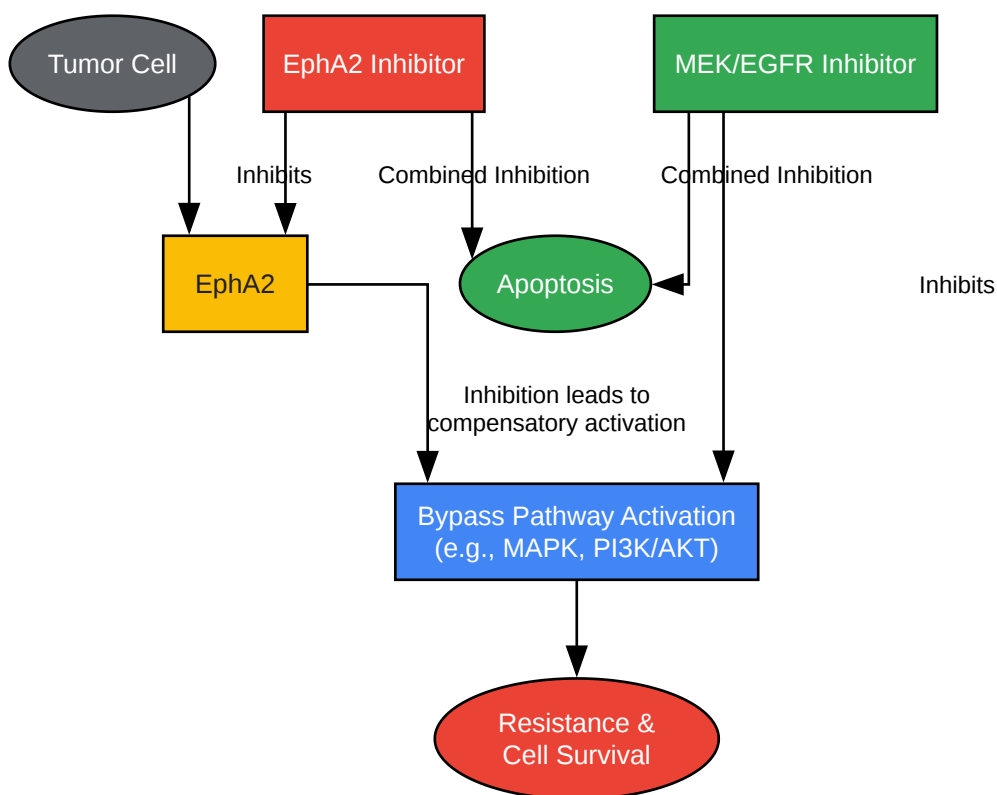 Tumor Cell
EphA2 Inhibitor
MEK/EGFR Inhibitor
Inhibits
Combined Inhibition
Combined Inhibition
EphA2
Apoptosis
Inhibits
Inhibition leads to
compensatory activation
Bypass Pathway Activation
(e.g., MAPK, PI3K/AKT)
Resistance &
Cell Survival